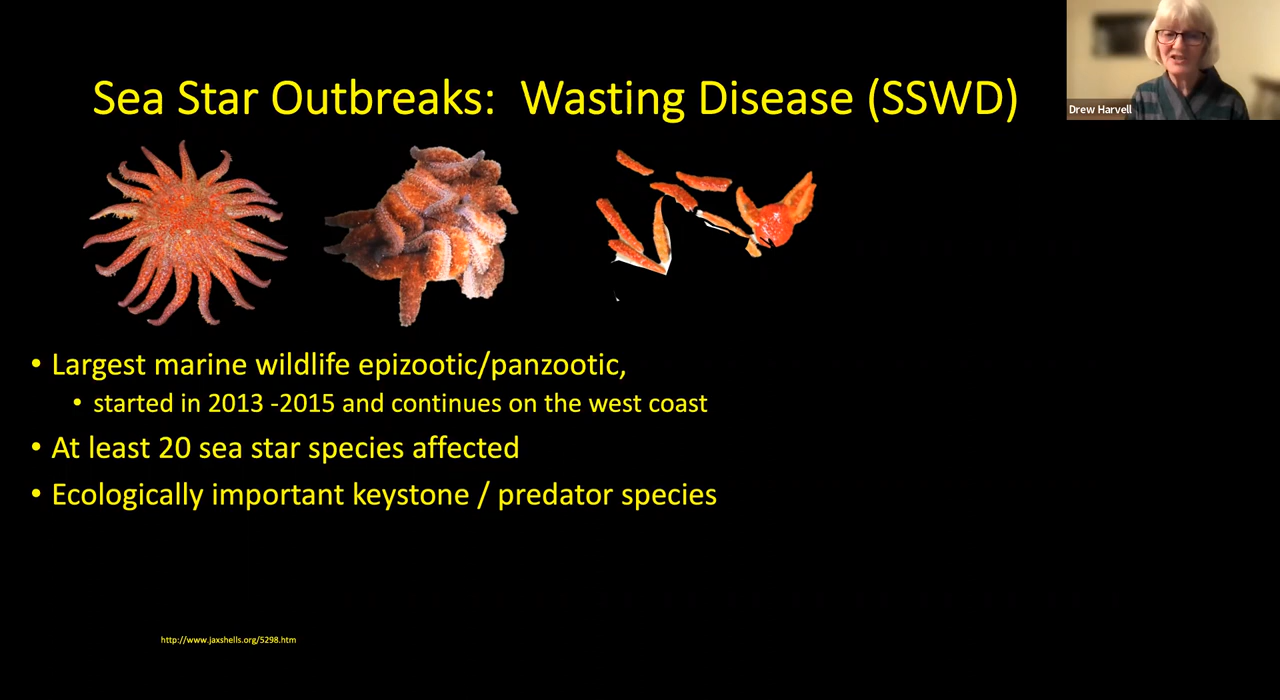 Sea Star Outbreaks: Wasting Disease (SSWD)
Drew Harvell
• Largest marine wildlife epizootic/panzootic,
• started in 2013 -2015 and continues on the west coast
• At least 20 sea star species affected
• Ecologically important keystone / predator species
http://www.jaxshells.org/5298.htm